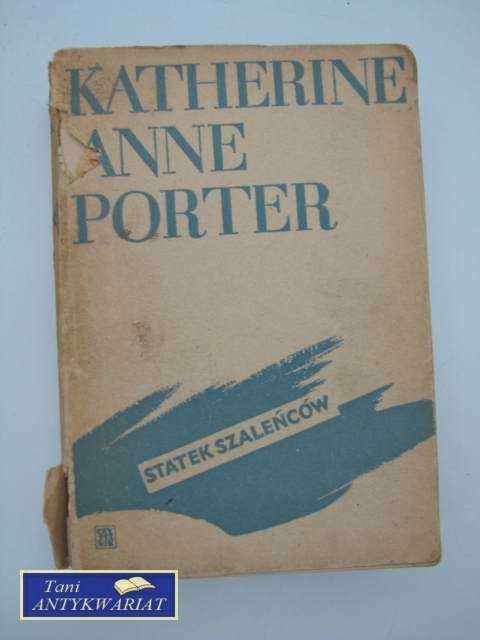 KATHERINE
ANNE
PORTER
STATEK SZALEŃCÓW
Tani
ANTYKWARIAT